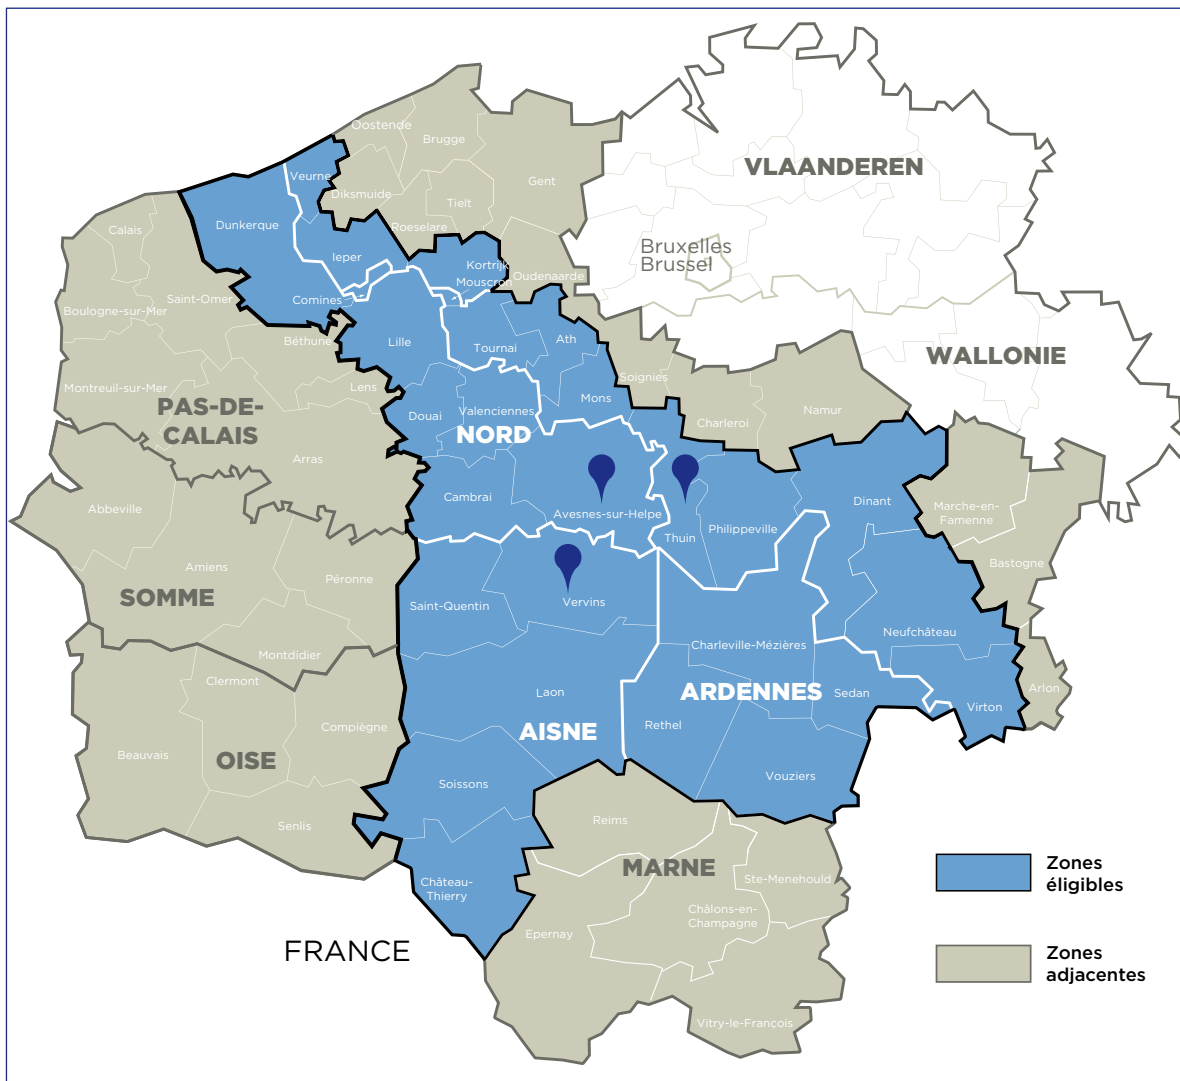 Oostende
Brugge
VLAANDEREN
Veurne
Gent
Diksmuide
Tielt
Dunkerque
Roeselare
Calais
Bruxelles
Brussel
Ieper
Kortrijk
Mouscron
Oudenaarde
Saint-Omer
Comines
Boulogne-sur-Mer
Béthune
Lille
Ath
Tournai
WALLONIE
Soignies
Montreuil-sur-Mer
Lens
Mons
PAS-DE-
CALAIS
Douai
Valenciennes
NORD
Namur
Charleroi
Arras
Cambrai
Dinant
Abbeville
Avesnes-sur-Helpe
Philippeville
Marche-en-
Famenne
Thuin
Bastogne
Amiens
Péronne
SOMME
Saint-Quentin
Vervins
Neufchâteau
Charleville-Mézières
Montdidier
Clermont
Laon
ARDENNES
Sedan
Arlon
Virton
Compiègne
Rethel
AISNE
Beauvais
OISE
Soissons
Vouziers
Senlis
Reims
MARNE
Château-
Thierry
Ste-Menehould
Châlons-en-
Champagne
Epernay
FRANCE
Vitry-le-François
Zones
éligibles
Zones
adjacentes